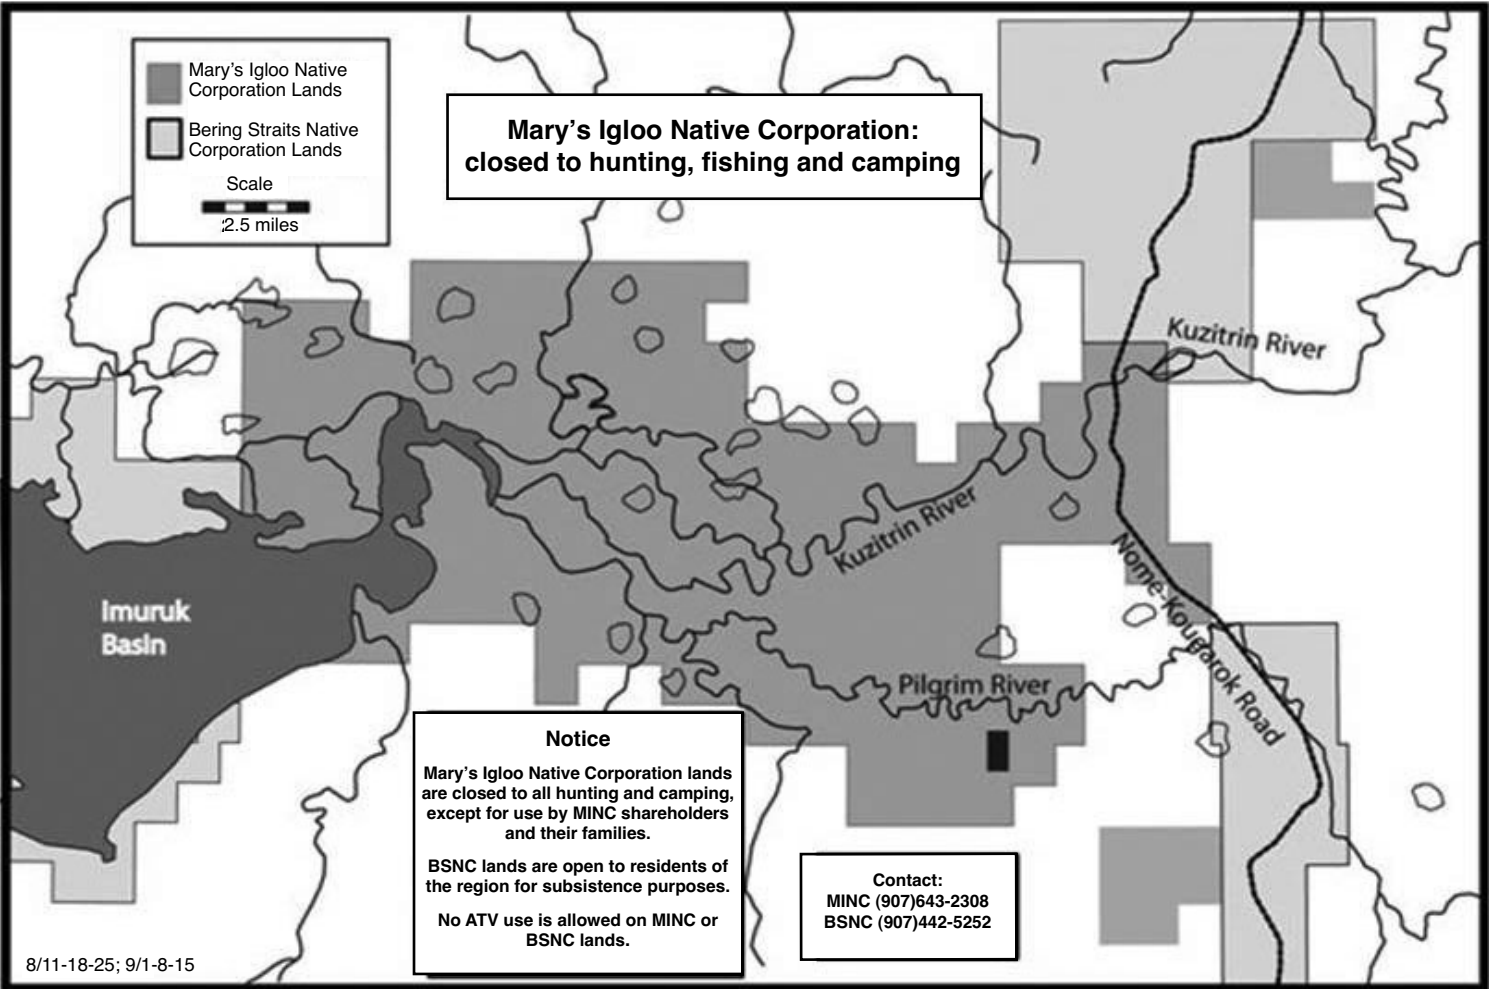 Mary's Igloo Native
Corporation Lands
Bering Straits Native
Corporation Lands
Scale
2.5 miles
Mary's Igloo Native Corporation:
closed to hunting, fishing and camping
Kuzitrin River
Kuzitrin River
Nome-Kougarok Road
Imuruk
Basin
Pilgrim River
Notice
Mary's Igloo Native Corporation lands
are closed to all hunting and camping,
except for use by MINC shareholders
and their families.
BSNC lands are open to residents of
the region for subsistence purposes.
No ATV use is allowed on MINC or
BSNC lands.
Contact:
MINC (907)643-2308
BSNC (907)442-5252
8/11-18-25; 9/1-8-15